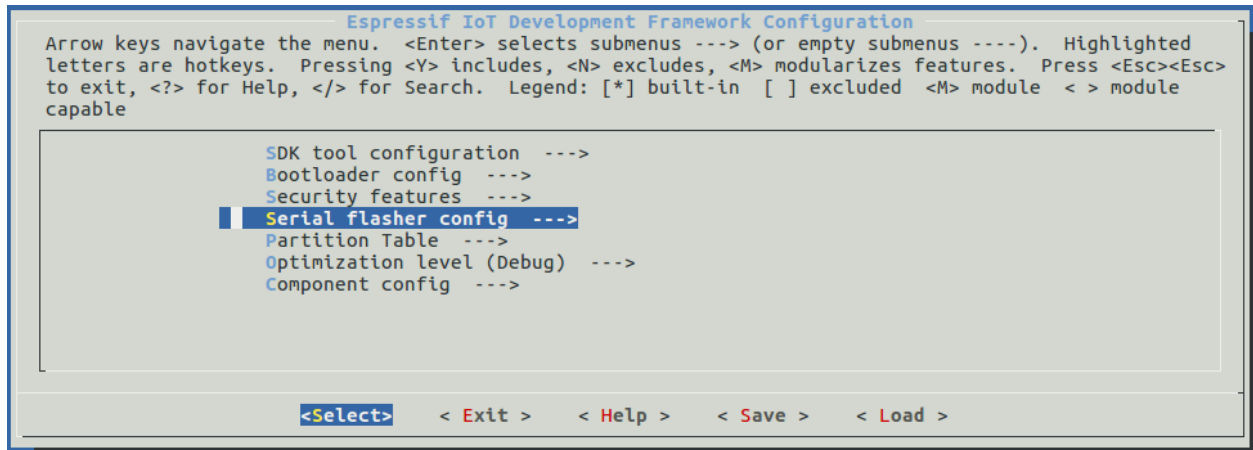 Espressif IoT Development Framework Configuration
Arrow keys navigate the menu.  <Enter> selects submenus ---> (or empty submenus ----).  Highlighted
letters are hotkeys.  Pressing <Y> includes, <N> excludes, <M> modularizes features.  Press <Esc><Esc>
to exit, <?> for Help, </> for Search.  Legend: [*] built-in  [ ] excluded  <M> module  < > module
capable
SDK tool configuration  --->
Bootloader config  --->
Security features  --->
Serial flasher config  --->
Partition Table  --->
Optimization level (Debug)  --->
Component config  --->
<Select>    < Exit >    < Help >    < Save >    < Load >